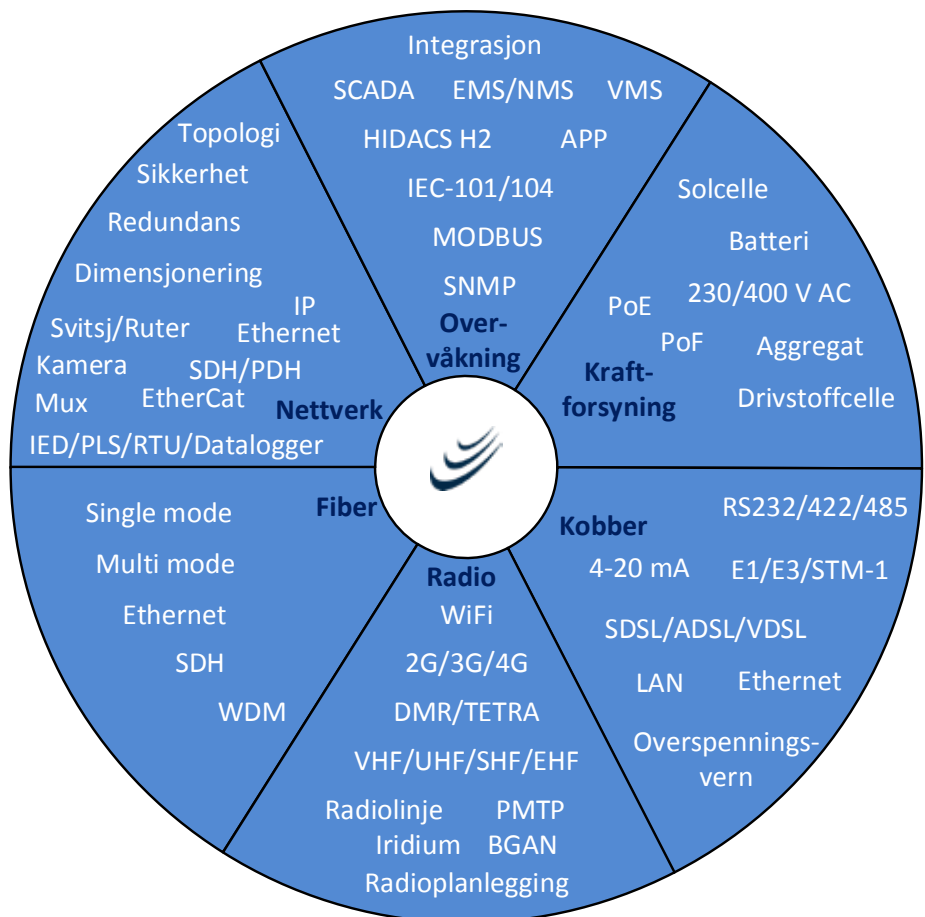 Integrasjon
SCADA EMS/NMS VMS
HIDACS H2 APP
IEC-101/104
MODBUS
SNMP
Over-
våkning
Solcelle
Batteri
230/400 V AC
PoE
PoF
Aggregat
Kraft-
forsyning
Drivstoffcelle
Kobber
RS232/422/485
4-20 mA E1/E3/STM-1
SDSL/ADSL/VDSL
LAN Ethernet
Overspennings-
vern
Radio
WiFi
2G/3G/4G
DMR/TETRA
VHF/UHF/SHF/EHF
Radiolinje PMTP
Iridium BGAN
Radioplanlegging
Fiber
Single mode
Multi mode
Ethernet
SDH
WDM
Topologi
Sikkerhet
Redundans
Dimensjonering
IP
Svitsj/Ruter Ethernet
Kamera SDH/PDH
Mux EtherCat
Nettverk
IED/PLS/RTU/Datalogger